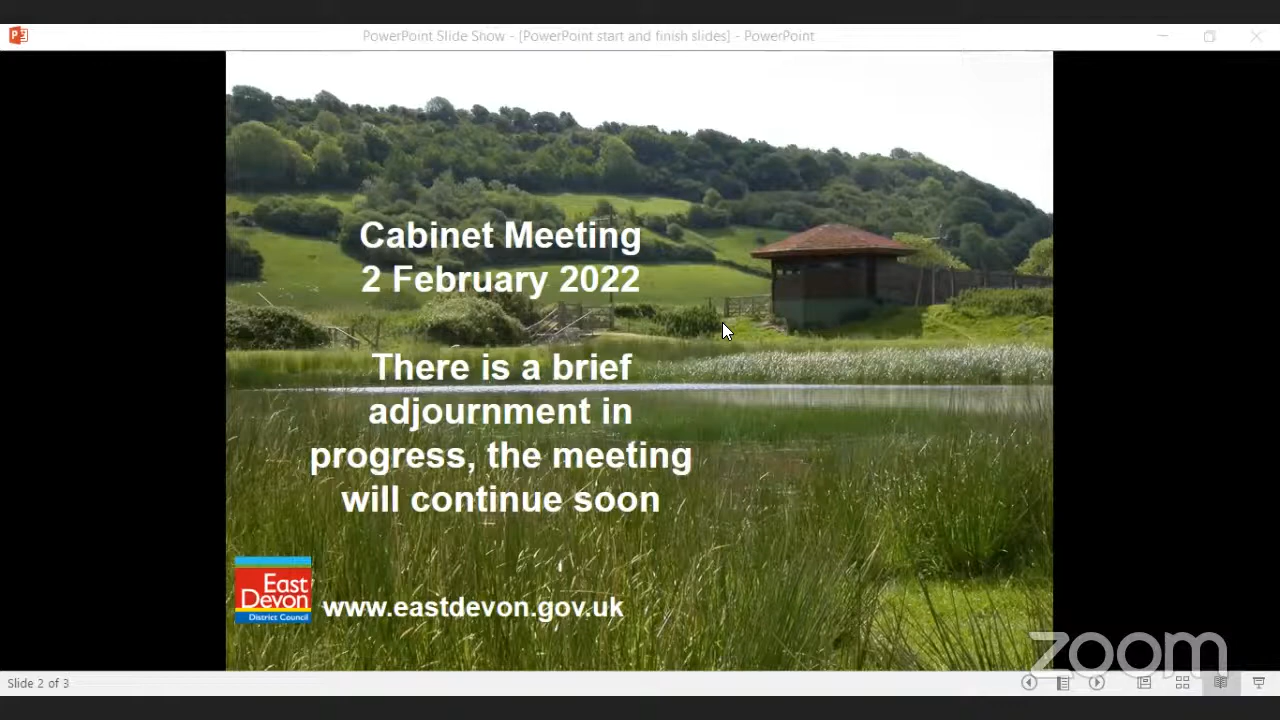 PowerPoint Slide Show - [PowerPoint start and finish slides] - PowerPoint
Cabinet Meeting
2 February 2022
There is a brief
adjournment in
progress, the meeting
will continue soon
East
Devon
District Council
www.eastdevon.gov.uk
zoom
Slide 2 of 3